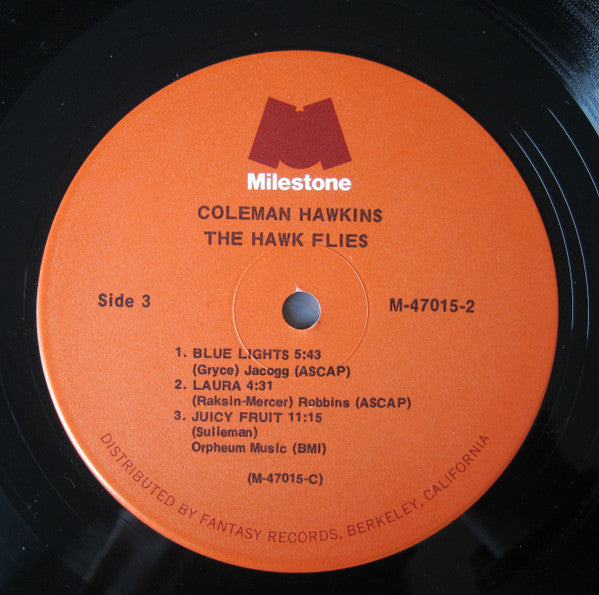 Milestone
COLEMAN HAWKINS
THE HAWK FLIES
Side 3
M-47015-2
1. BLUE LIGHTS 5:43
(Gryce) Jacogg (ASCAP)
2. LAURA 4:31
(Raksin-Mercer) Robbins (ASCAP)
3. JUICY FRUIT 11:15
(Sulieman)
Orpheum Music (BMI)
(M-47015-C)
DISTRIBUTED BY FANTASY RECORDS, BERKELEY, CALIFORNIA